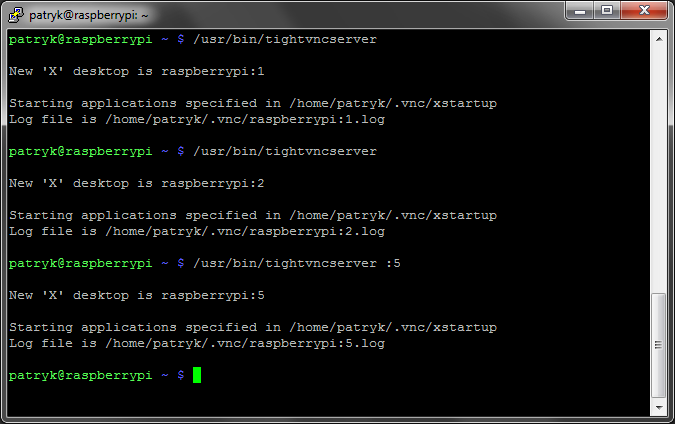 patryk@raspberrypi: ~
patryk@raspberrypi ~ $ /usr/bin/tightvncserver
New 'X' desktop is raspberrypi:1
Starting applications specified in /home/patryk/.vnc/xstartup
Log file is /home/patryk/.vnc/raspberrypi:1.log
patryk@raspberrypi ~ $ /usr/bin/tightvncserver
New 'X' desktop is raspberrypi:2
Starting applications specified in /home/patryk/.vnc/xstartup
Log file is /home/patryk/.vnc/raspberrypi:2.log
patryk@raspberrypi ~ $ /usr/bin/tightvncserver :5
New 'X' desktop is raspberrypi:5
Starting applications specified in /home/patryk/.vnc/xstartup
Log file is /home/patryk/.vnc/raspberrypi:5.log
patryk@raspberrypi ~ $